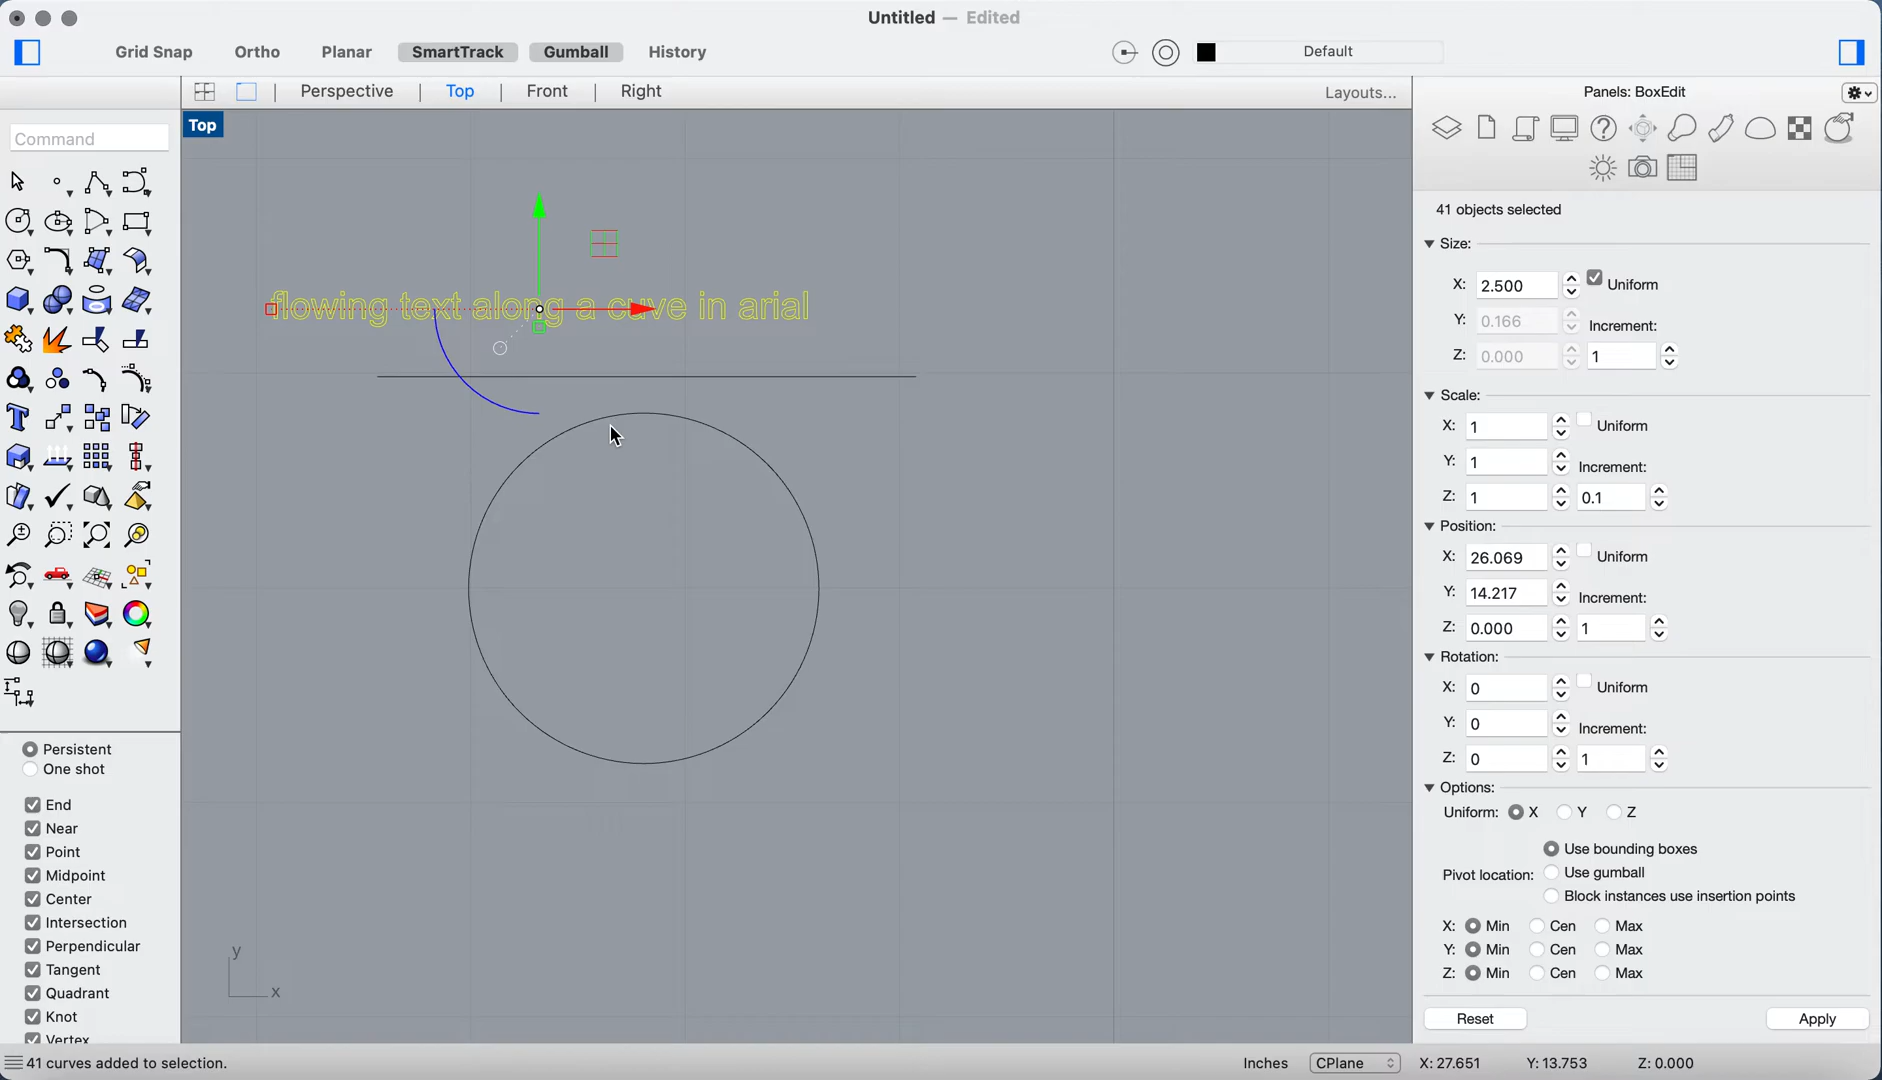 Untitled — Edited
Grid Snap Ortho Planar SmartTrack Gumball History Default
Perspective Top Front Right Layouts... Panels: BoxEdit
Top
Command
41 objects selected
Size:
X: 2.500 Uniform
Y: 0.166 Increment:
Z: 0.000 1
flowing text along a cuve in arial
Scale:
X: 1 Uniform
Y: 1 Increment:
Z: 1 0.1
Position:
X: 26.069 Uniform
Y: 14.217 Increment:
Z: 0.000 1
Rotation:
X: 0 Uniform
Y: 0 Increment:
Z: 0 1
Options:
Uniform: X Y Z
Use bounding boxes
Pivot location: Use gumball
Block instances use insertion points
X: Min Cen Max
Y: Min Cen Max
Z: Min Cen Max
Reset Apply
Persistent
One shot
End
Near
Point
Midpoint
Center
Intersection
Perpendicular
Tangent
Quadrant
Knot
Vertex
y
x
41 curves added to selection. Inches CPlane X: 27.651 Y: 13.753 Z: 0.000